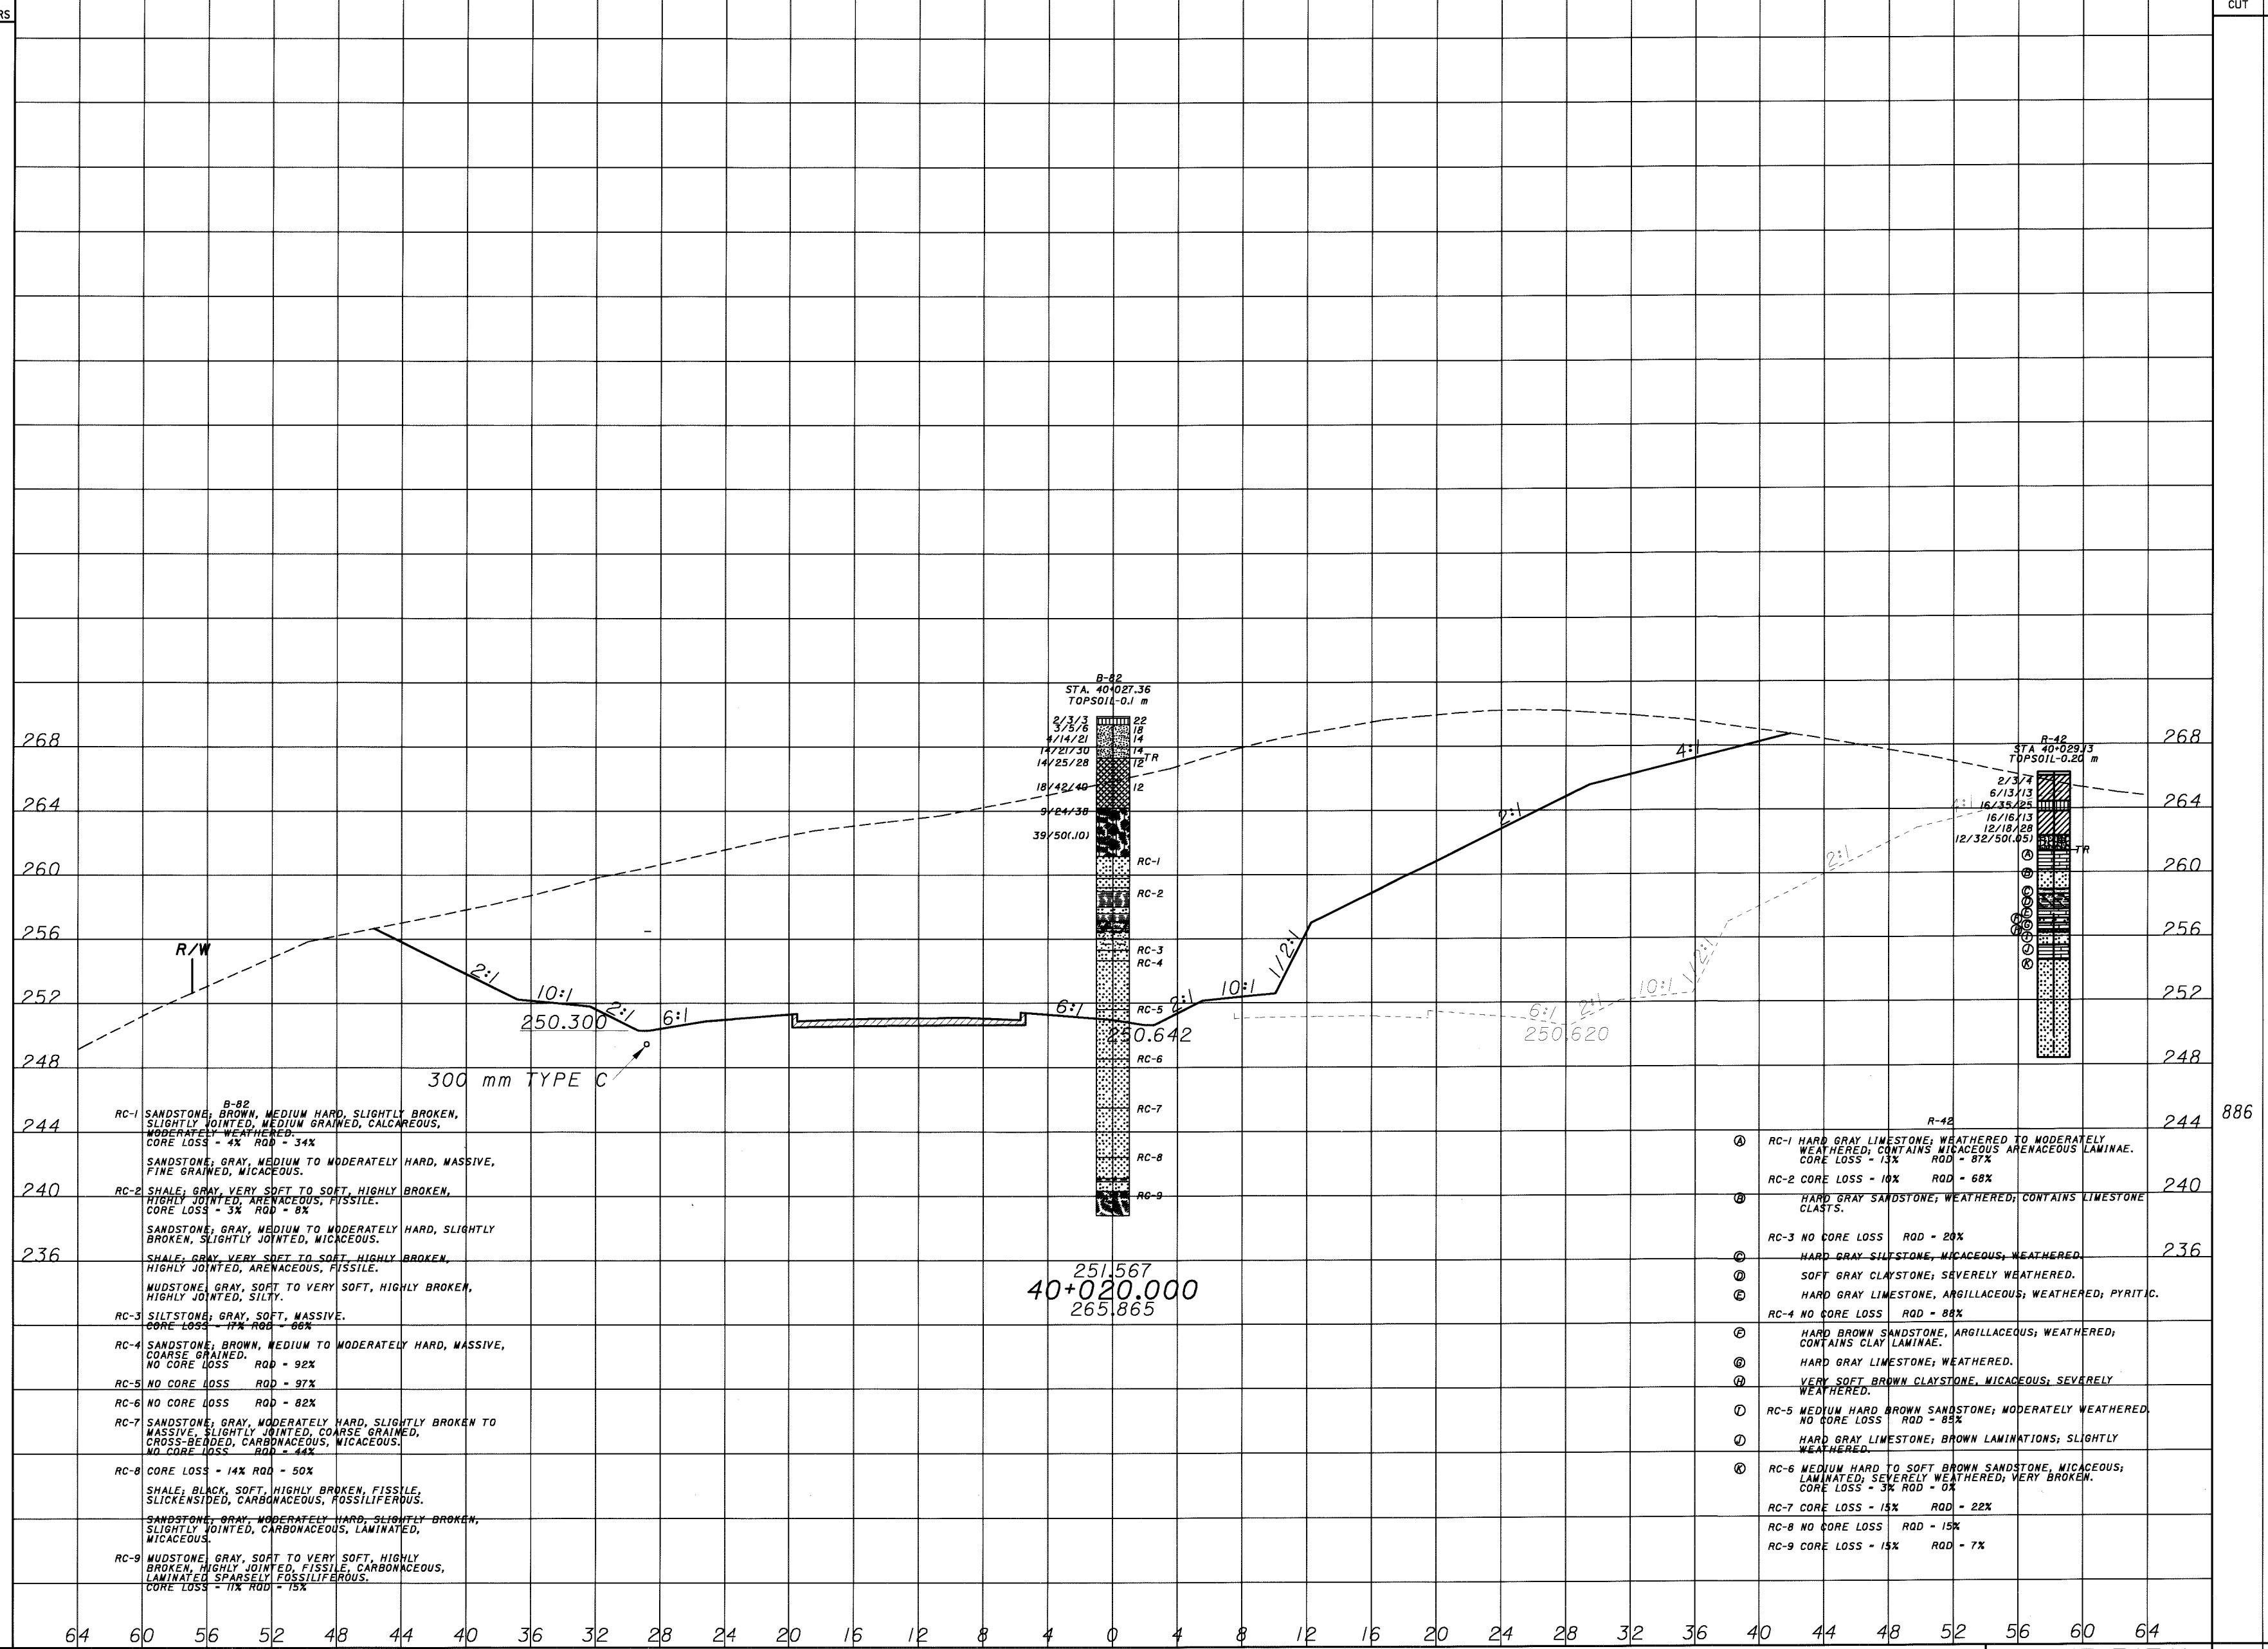 CUT
B-82
STA. 40+027.36
TOPSOIL-0.1 m
2/3/3 22
3/5/6 18
4/14/21 14
14/21/30 14
TR
14/25/28 12
18/42/40 12
9/24/38
39/50(.10)
RC-1
RC-2
RC-3
RC-4
RC-5
RC-6
RC-7
RC-8
RC-9
268 268
264 264
260 260
256 256
252 252
248 248
244 244
240 240
236 236
R-42
STA 40+029.13
TOPSOIL-0.20 m
2/3/4
6/13/13
16/35/25
16/16/13
12/18/28
12/32/50(.05)
TR
A
B
C
D
E
F
G
H
I
J
K
R/W
2:1
10:1
2:1
250.300
6:1
300 mm TYPE C
6:1
250.642
2:1
10:1
1/2:1
2:1
4:1
6:1
2:1
250.620
10:1
1/2:1
2:1
4:1
886
B-82
RC-1 SANDSTONE; BROWN, MEDIUM HARD, SLIGHTLY BROKEN,
SLIGHTLY JOINTED, MEDIUM GRAINED, CALCAREOUS,
MODERATELY WEATHERED.
CORE LOSS - 4% RQD - 34%
SANDSTONE; GRAY, MEDIUM TO MODERATELY HARD, MASSIVE,
FINE GRAINED, MICACEOUS.
RC-2 SHALE; GRAY, VERY SOFT TO SOFT, HIGHLY BROKEN,
HIGHLY JOINTED, ARENACEOUS, FISSILE.
CORE LOSS - 3% RQD - 8%
SANDSTONE; GRAY, MEDIUM TO MODERATELY HARD, SLIGHTLY
BROKEN, SLIGHTLY JOINTED, MICACEOUS.
SHALE; GRAY, VERY SOFT TO SOFT, HIGHLY BROKEN,
HIGHLY JOINTED, ARENACEOUS, FISSILE.
MUDSTONE; GRAY, SOFT TO VERY SOFT, HIGHLY BROKEN,
HIGHLY JOINTED, SILTY.
RC-3 SILTSTONE; GRAY, SOFT, MASSIVE.
CORE LOSS - 17% RQD - 66%
RC-4 SANDSTONE; BROWN, MEDIUM TO MODERATELY HARD, MASSIVE,
COARSE GRAINED.
NO CORE LOSS RQD - 92%
RC-5 NO CORE LOSS RQD - 97%
RC-6 NO CORE LOSS RQD - 82%
RC-7 SANDSTONE; GRAY, MODERATELY HARD, SLIGHTLY BROKEN TO
MASSIVE, SLIGHTLY JOINTED, COARSE GRAINED,
CROSS-BEDDED, CARBONACEOUS, MICACEOUS.
NO CORE LOSS RQD - 44%
RC-8 CORE LOSS - 14% RQD - 50%
SHALE; BLACK, SOFT, HIGHLY BROKEN, FISSILE,
SLICKENSIDED, CARBONACEOUS, FOSSILIFEROUS.
SANDSTONE; GRAY, MODERATELY HARD, SLIGHTLY BROKEN,
SLIGHTLY JOINTED, CARBONACEOUS, LAMINATED,
MICACEOUS.
RC-9 MUDSTONE; GRAY, SOFT TO VERY SOFT, HIGHLY
BROKEN, HIGHLY JOINTED, FISSILE, CARBONACEOUS,
LAMINATED SPARSELY FOSSILIFEROUS.
CORE LOSS - 11% RQD - 15%
251.567
40+020.000
265.865
R-42
A RC-1 HARD GRAY LIMESTONE; WEATHERED TO MODERATELY
WEATHERED; CONTAINS MICACEOUS ARENACEOUS LAMINAE.
CORE LOSS - 13% RQD - 87%
RC-2 CORE LOSS - 10% RQD - 68%
B HARD GRAY SANDSTONE; WEATHERED; CONTAINS LIMESTONE
CLASTS.
RC-3 NO CORE LOSS RQD - 20%
C HARD GRAY SILTSTONE, MICACEOUS; WEATHERED.
D SOFT GRAY CLAYSTONE; SEVERELY WEATHERED.
E HARD GRAY LIMESTONE, ARGILLACEOUS; WEATHERED; PYRITIC.
RC-4 NO CORE LOSS RQD - 88%
F HARD BROWN SANDSTONE, ARGILLACEOUS; WEATHERED;
CONTAINS CLAY LAMINAE.
G HARD GRAY LIMESTONE; WEATHERED.
H VERY SOFT BROWN CLAYSTONE, MICACEOUS; SEVERELY
WEATHERED.
I RC-5 MEDIUM HARD BROWN SANDSTONE; MODERATELY WEATHERED.
NO CORE LOSS RQD - 85%
J HARD GRAY LIMESTONE; BROWN LAMINATIONS; SLIGHTLY
WEATHERED.
K RC-6 MEDIUM HARD TO SOFT BROWN SANDSTONE, MICACEOUS;
LAMINATED; SEVERELY WEATHERED; VERY BROKEN.
CORE LOSS - 3% RQD - 0%
RC-7 CORE LOSS - 15% RQD - 22%
RC-8 NO CORE LOSS RQD - 15%
RC-9 CORE LOSS - 15% RQD - 7%
64 60 56 52 48 44 40 36 32 28 24 20 16 12 8 4 0 4 8 12 16 20 24 28 32 36 40 44 48 52 56 60 64